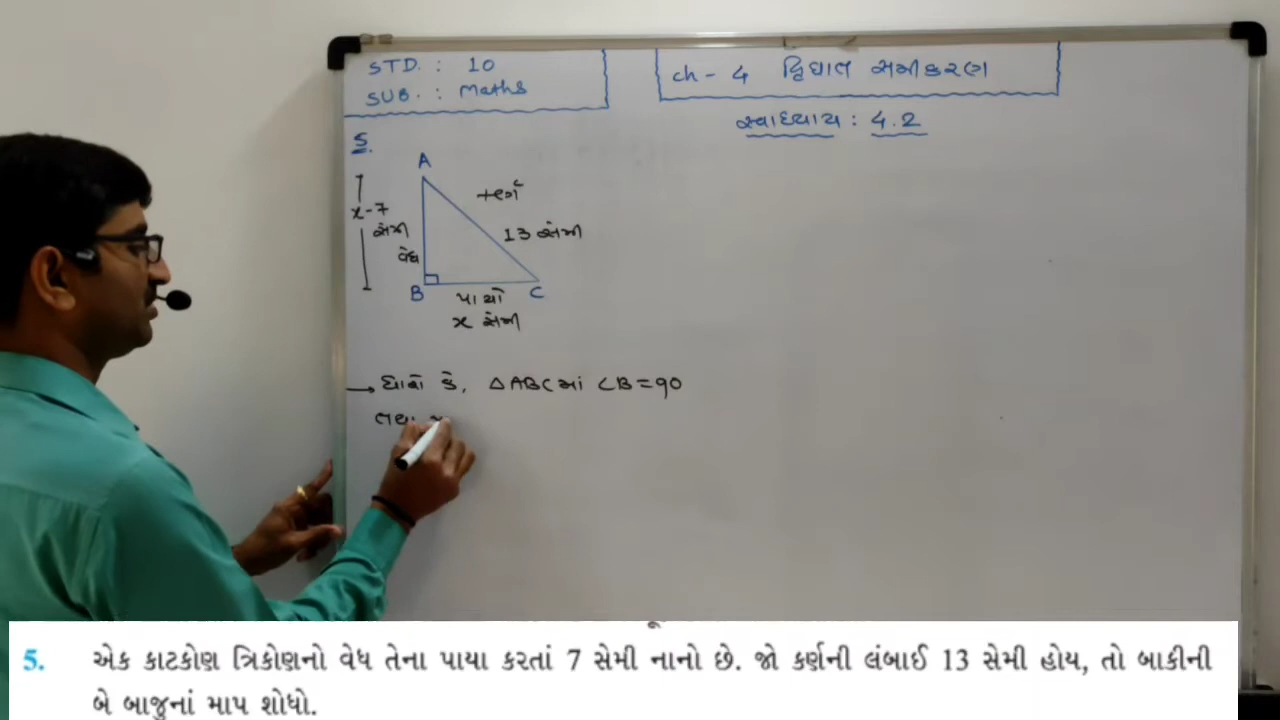 STD. : 10
SUB. : Maths
ch - 4 દ્વિઘાત સમીકરણ
સ્વાધ્યાય : 4.2
5.
A
x-7
સેમી
વેધ
કર્ણ
13 સેમી
B
C
પાયો
x સેમી
→ ધારો કે, △ABC માં ∠B = 90
તથા
5. એક કાટકોણ ત્રિકોણનો વેધ તેના પાયા કરતાં 7 સેમી નાનો છે. જો કર્ણની લંબાઈ 13 સેમી હોય, તો બાકીની
બે બાજુનાં માપ શોધો.